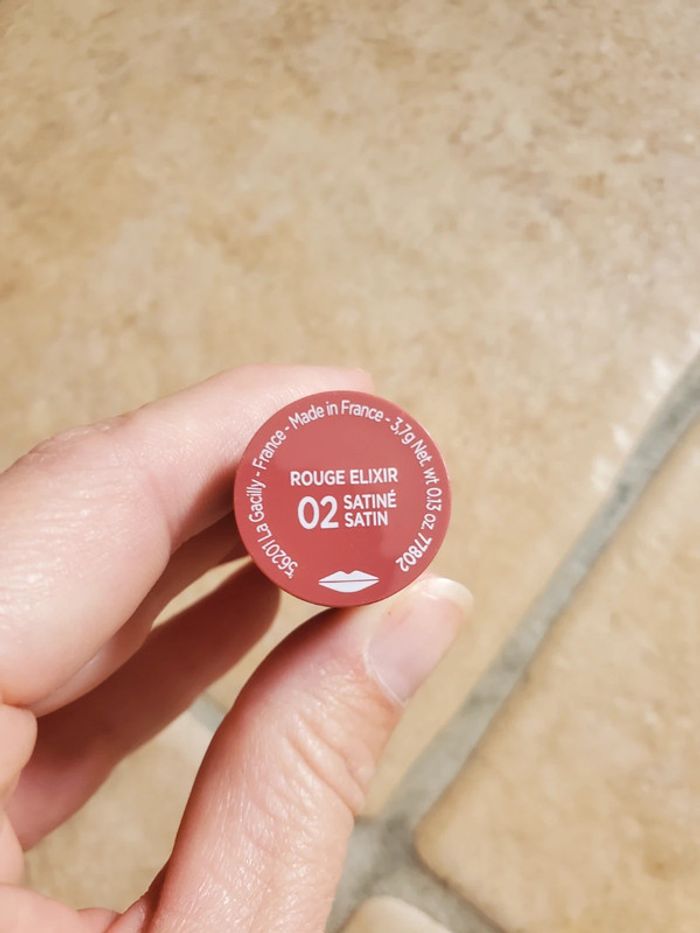 56201 La Gacilly - France - Made in France - 3,7g Net. wt 0.13 oz. 77802
ROUGE ELIXIR
02 SATINÉ
SATIN